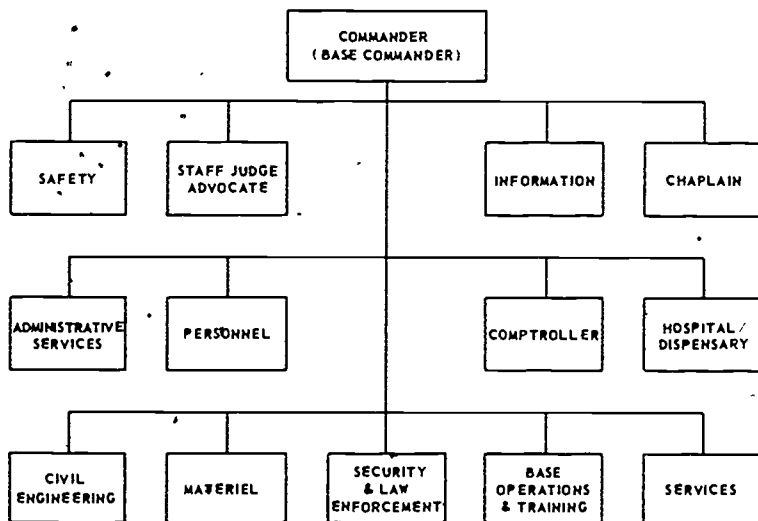 COMMANDER
(BASE COMMANDER)
SAFETY
STAFF JUDGE
ADVOCATE
INFORMATION
CHAPLAIN
ADMINISTRATIVE
SERVICES
PERSONNEL
COMPTROLLER
HOSPITAL/
DISPENSARY
CIVIL
ENGINEERING
MATERIEL
SECURITY
& LAW
ENFORCEMENT
BASE
OPERATIONS
& TRAINING
SERVICES